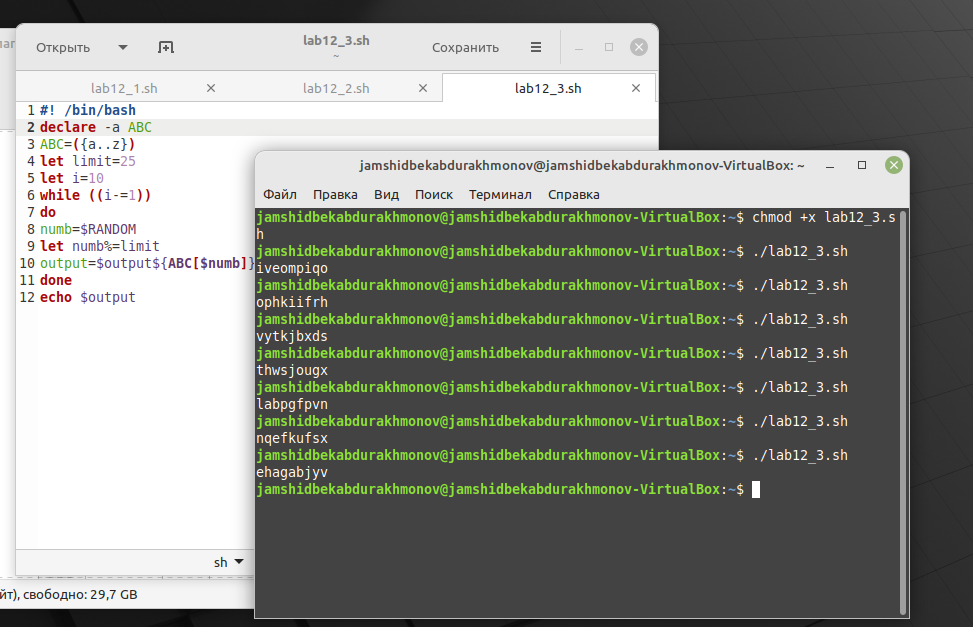 Открыть
lab12_3.sh
~
Сохранить
lab12_1.sh
lab12_2.sh
lab12_3.sh
1 #! /bin/bash
2 declare -a ABC
3 ABC=({a..z})
4 let limit=25
5 let i=10
6 while ((i-=1))
7 do
8 numb=$RANDOM
9 let numb%=limit
10 output=$output${ABC[$numb]}
11 done
12 echo $output
sh
йт), свободно: 29,7 GB
jamshidbekabdurakhmonov@jamshidbekabdurakhmonov-VirtualBox: ~
Файл Правка Вид Поиск Терминал Справка
jamshidbekabdurakhmonov@jamshidbekabdurakhmonov-VirtualBox:~$ chmod +x lab12_3.s
h
jamshidbekabdurakhmonov@jamshidbekabdurakhmonov-VirtualBox:~$ ./lab12_3.sh
iveompiqo
jamshidbekabdurakhmonov@jamshidbekabdurakhmonov-VirtualBox:~$ ./lab12_3.sh
ophkiifrh
jamshidbekabdurakhmonov@jamshidbekabdurakhmonov-VirtualBox:~$ ./lab12_3.sh
vytkjbxds
jamshidbekabdurakhmonov@jamshidbekabdurakhmonov-VirtualBox:~$ ./lab12_3.sh
thwsjougx
jamshidbekabdurakhmonov@jamshidbekabdurakhmonov-VirtualBox:~$ ./lab12_3.sh
labpgfpvn
jamshidbekabdurakhmonov@jamshidbekabdurakhmonov-VirtualBox:~$ ./lab12_3.sh
nqefkufsx
jamshidbekabdurakhmonov@jamshidbekabdurakhmonov-VirtualBox:~$ ./lab12_3.sh
ehagabjyv
jamshidbekabdurakhmonov@jamshidbekabdurakhmonov-VirtualBox:~$